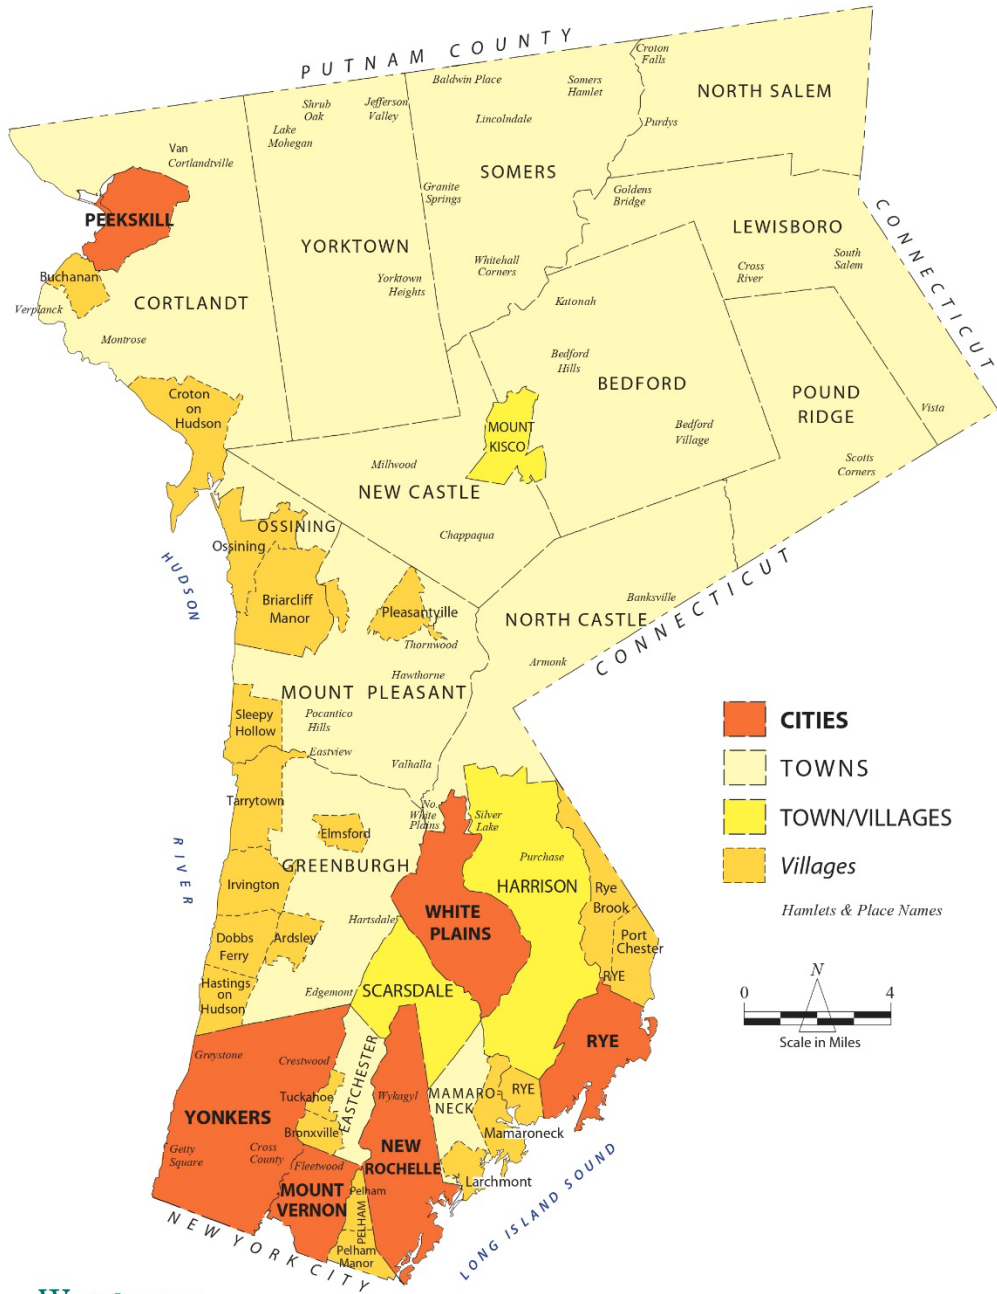 PUTNAM COUNTY
Croton
Falls
Baldwin Place
Somers
Hamlet
NORTH SALEM
Shrub
Oak
Jefferson
Valley
Lincolndale
Purdys
Lake
Mohegan
Van
Cortlandtville
SOMERS
Granite
Springs
Goldens
Bridge
PEEKSKILL
LEWISBORO
CONNECTICUT
YORKTOWN
South
Salem
Whitehall
Corners
Cross
River
Buchanan
Yorktown
Heights
CORTLANDT
Katonah
Verplanck
Montrose
Bedford
Hills
BEDFORD
POUND
RIDGE
Croton
on
Hudson
Vista
MOUNT
KISCO
Bedford
Village
Millwood
Scotts
Corners
NEW CASTLE
OSSINING
Chappaqua
Ossining
CONNECTICUT
HUDSON
Briarcliff
Manor
Pleasantville
Banksville
NORTH CASTLE
Thornwood
Armonk
Hawthorne
MOUNT PLEASANT
Sleepy
Hollow
Pocantico
Hills
CITIES
Eastview
Valhalla
TOWNS
Tarrytown
No.
White
Plains
Silver
Lake
TOWN/VILLAGES
Elmsford
GREENBURGH
Purchase
Villages
RIVER
Irvington
HARRISON
Rye
Brook
Hamlets & Place Names
WHITE
PLAINS
Hartsdale
Dobbs
Ferry
Ardsley
Port
Chester
N
RYE
Hastings
on
Hudson
Edgemont
SCARSDALE
0 4
Scale in Miles
RYE
Greystone
Crestwood
EASTCHESTER
Tuckahoe
Wykagyl
MAMARO-
NECK
RYE
YONKERS
Bronxville
Mamaroneck
Getty
Square
Cross
County
Fleetwood
NEW
ROCHELLE
Larchmont
MOUNT
VERNON
Pelham
PELHAM
LONG ISLAND SOUND
NEW YORK CITY
Pelham
Manor